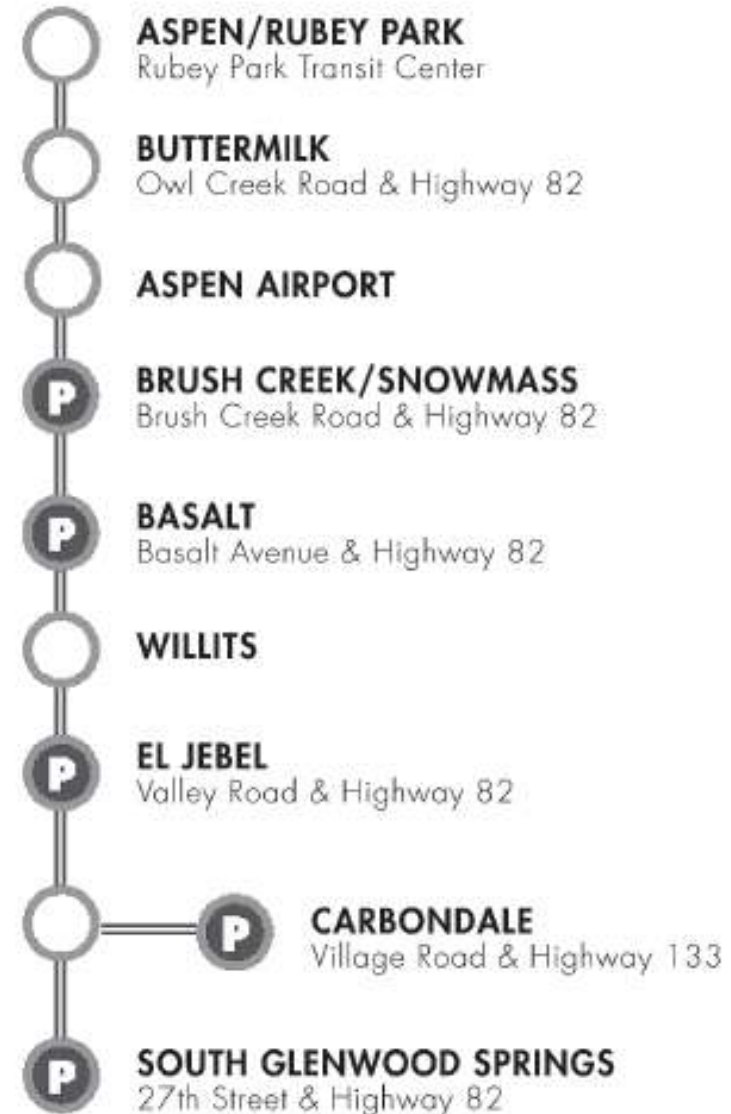 ASPEN/RUBEY PARK
Rubey Park Transit Center
BUTTERMILK
Owl Creek Road & Highway 82
ASPEN AIRPORT
P
BRUSH CREEK/SNOWMASS
Brush Creek Road & Highway 82
P
BASALT
Basalt Avenue & Highway 82
WILLITS
P
EL JEBEL
Valley Road & Highway 82
P
CARBONDALE
Village Road & Highway 133
P
SOUTH GLENWOOD SPRINGS
27th Street & Highway 82